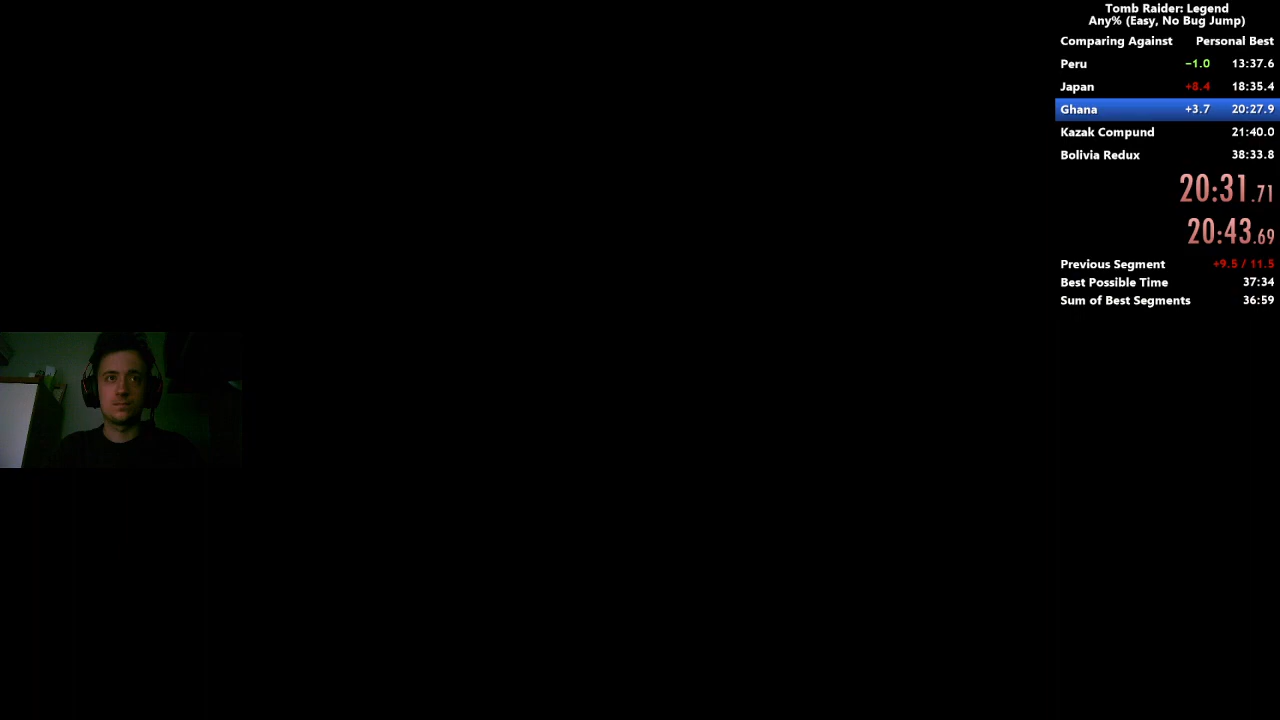 Tomb Raider: Legend
Any% (Easy, No Bug Jump)
Comparing Against Personal Best
Peru −1.0 13:37.6
Japan +8.4 18:35.4
Ghana +3.7 20:27.9
Kazak Compund 21:40.0
Bolivia Redux 38:33.8
20:31.71
20:43.69
Previous Segment +9.5 / 11.5
Best Possible Time 37:34
Sum of Best Segments 36:59